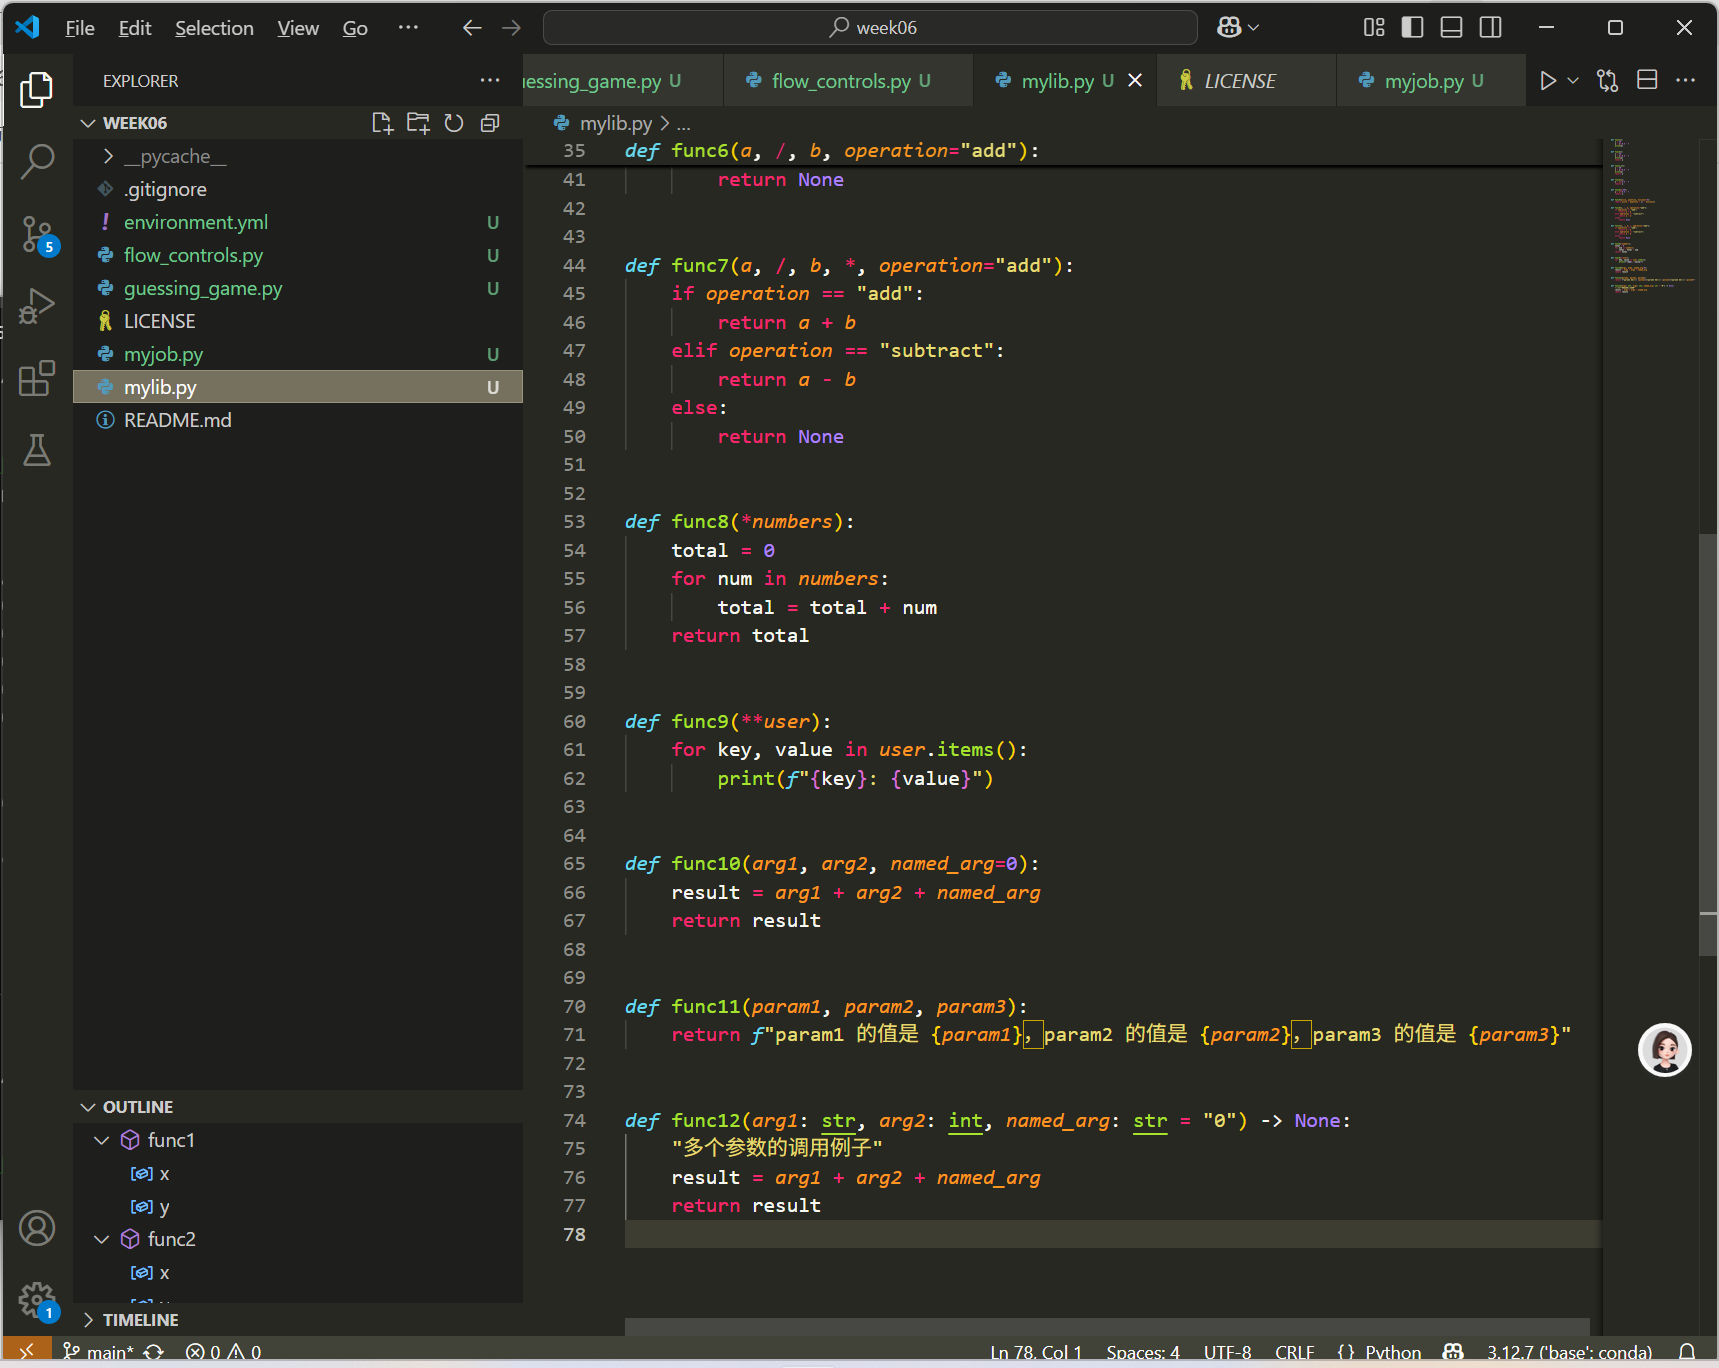 File Edit Selection View Go ··· week06
EXPLORER ···
essing_game.py U flow_controls.py U mylib.py U LICENSE myjob.py U ···
WEEK06
__pycache__
.gitignore
environment.yml U
flow_controls.py U
guessing_game.py U
LICENSE
myjob.py U
mylib.py U
README.md
OUTLINE
func1
x
y
func2
x
TIMELINE
mylib.py > ...
35 def func6(a, /, b, operation="add"):
41 return None
42
43
44 def func7(a, /, b, *, operation="add"):
45 if operation == "add":
46 return a + b
47 elif operation == "subtract":
48 return a - b
49 else:
50 return None
51
52
53 def func8(*numbers):
54 total = 0
55 for num in numbers:
56 total = total + num
57 return total
58
59
60 def func9(**user):
61 for key, value in user.items():
62 print(f"{key}: {value}")
63
64
65 def func10(arg1, arg2, named_arg=0):
66 result = arg1 + arg2 + named_arg
67 return result
68
69
70 def func11(param1, param2, param3):
71 return f"param1 的值是 {param1}，param2 的值是 {param2}，param3 的值是 {param3}"
72
73
74 def func12(arg1: str, arg2: int, named_arg: str = "0") -> None:
75 "多个参数的调用例子"
76 result = arg1 + arg2 + named_arg
77 return result
78
5
1
main* 0 0 Ln 78, Col 1 Spaces: 4 UTF-8 CRLF {} Python 3.12.7 ('base': conda)